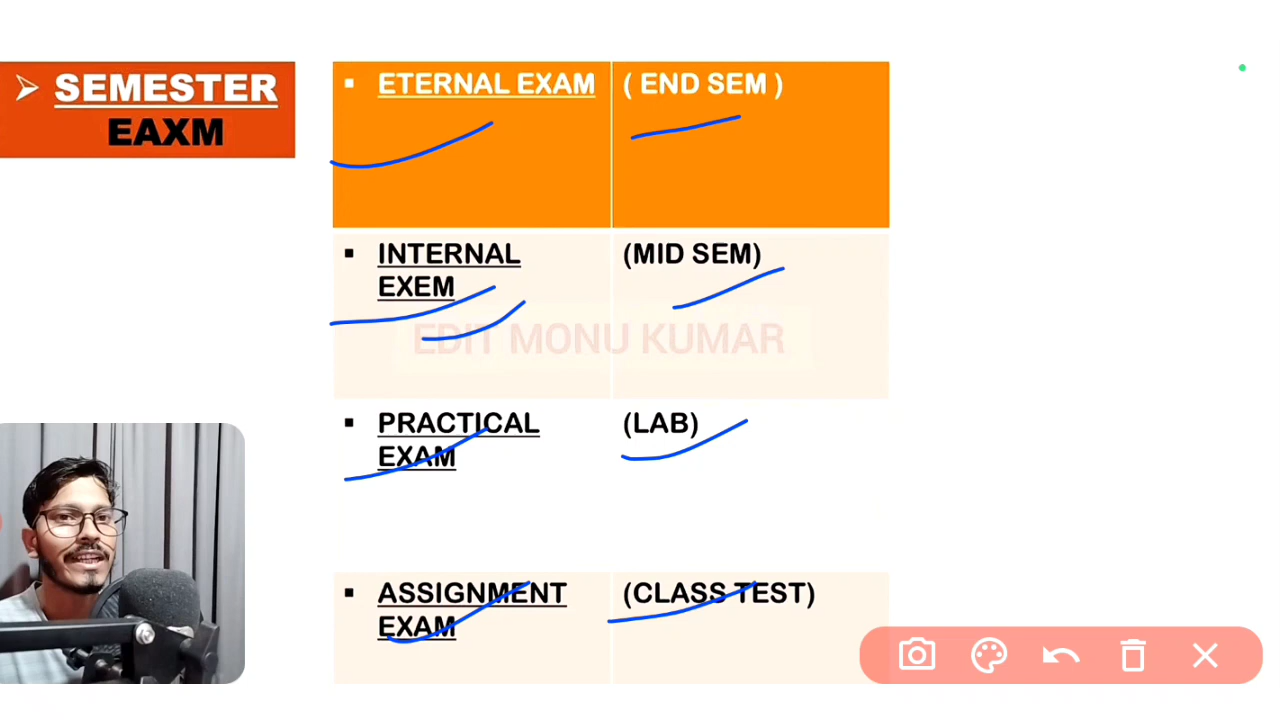 SEMESTER
EAXM
ETERNAL EXAM
( END SEM )
INTERNAL
EXEM
(MID SEM)
EDIT MONU KUMAR
PRACTICAL
EXAM
(LAB)
ASSIGNMENT
EXAM
(CLASS TEST)